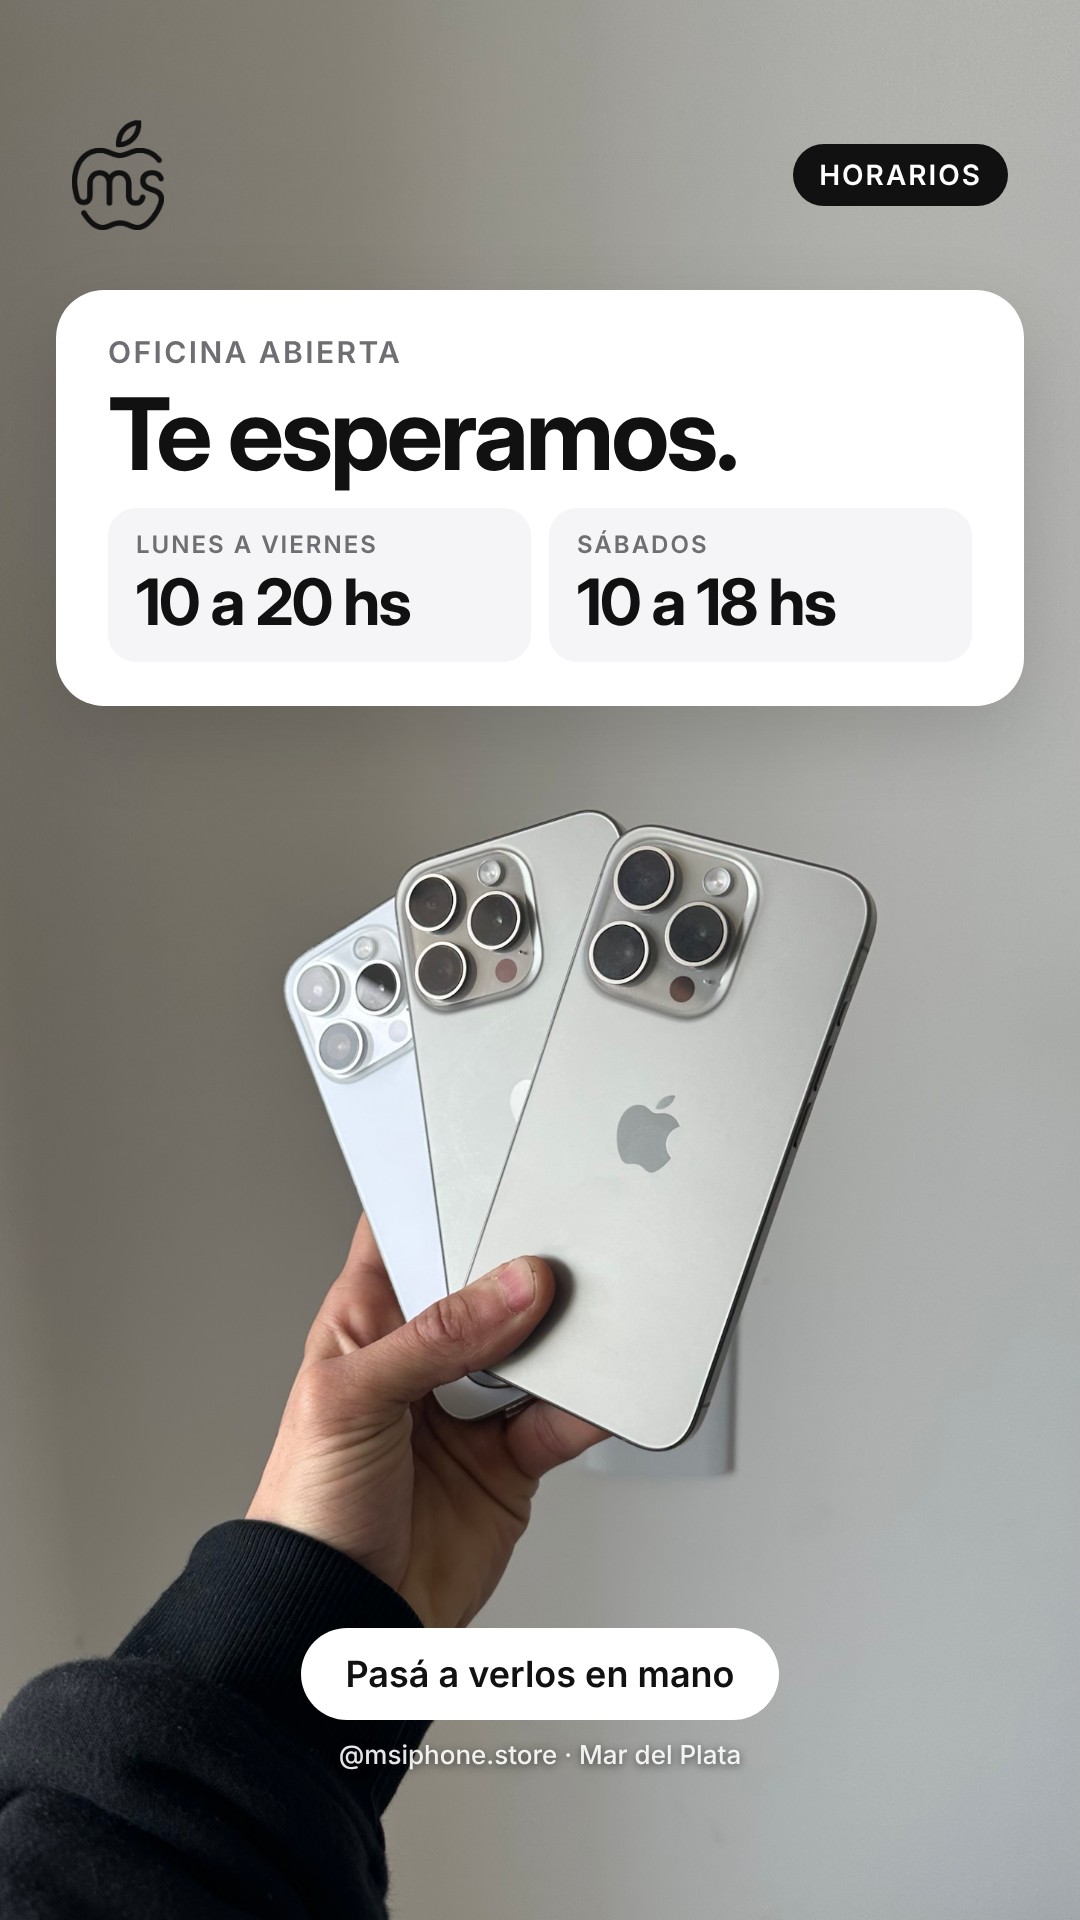 ms
HORARIOS
OFICINA ABIERTA
Te esperamos.
LUNES A VIERNES
10 a 20 hs
SÁBADOS
10 a 18 hs
Pasá a verlos en mano
@msiphone.store · Mar del Plata